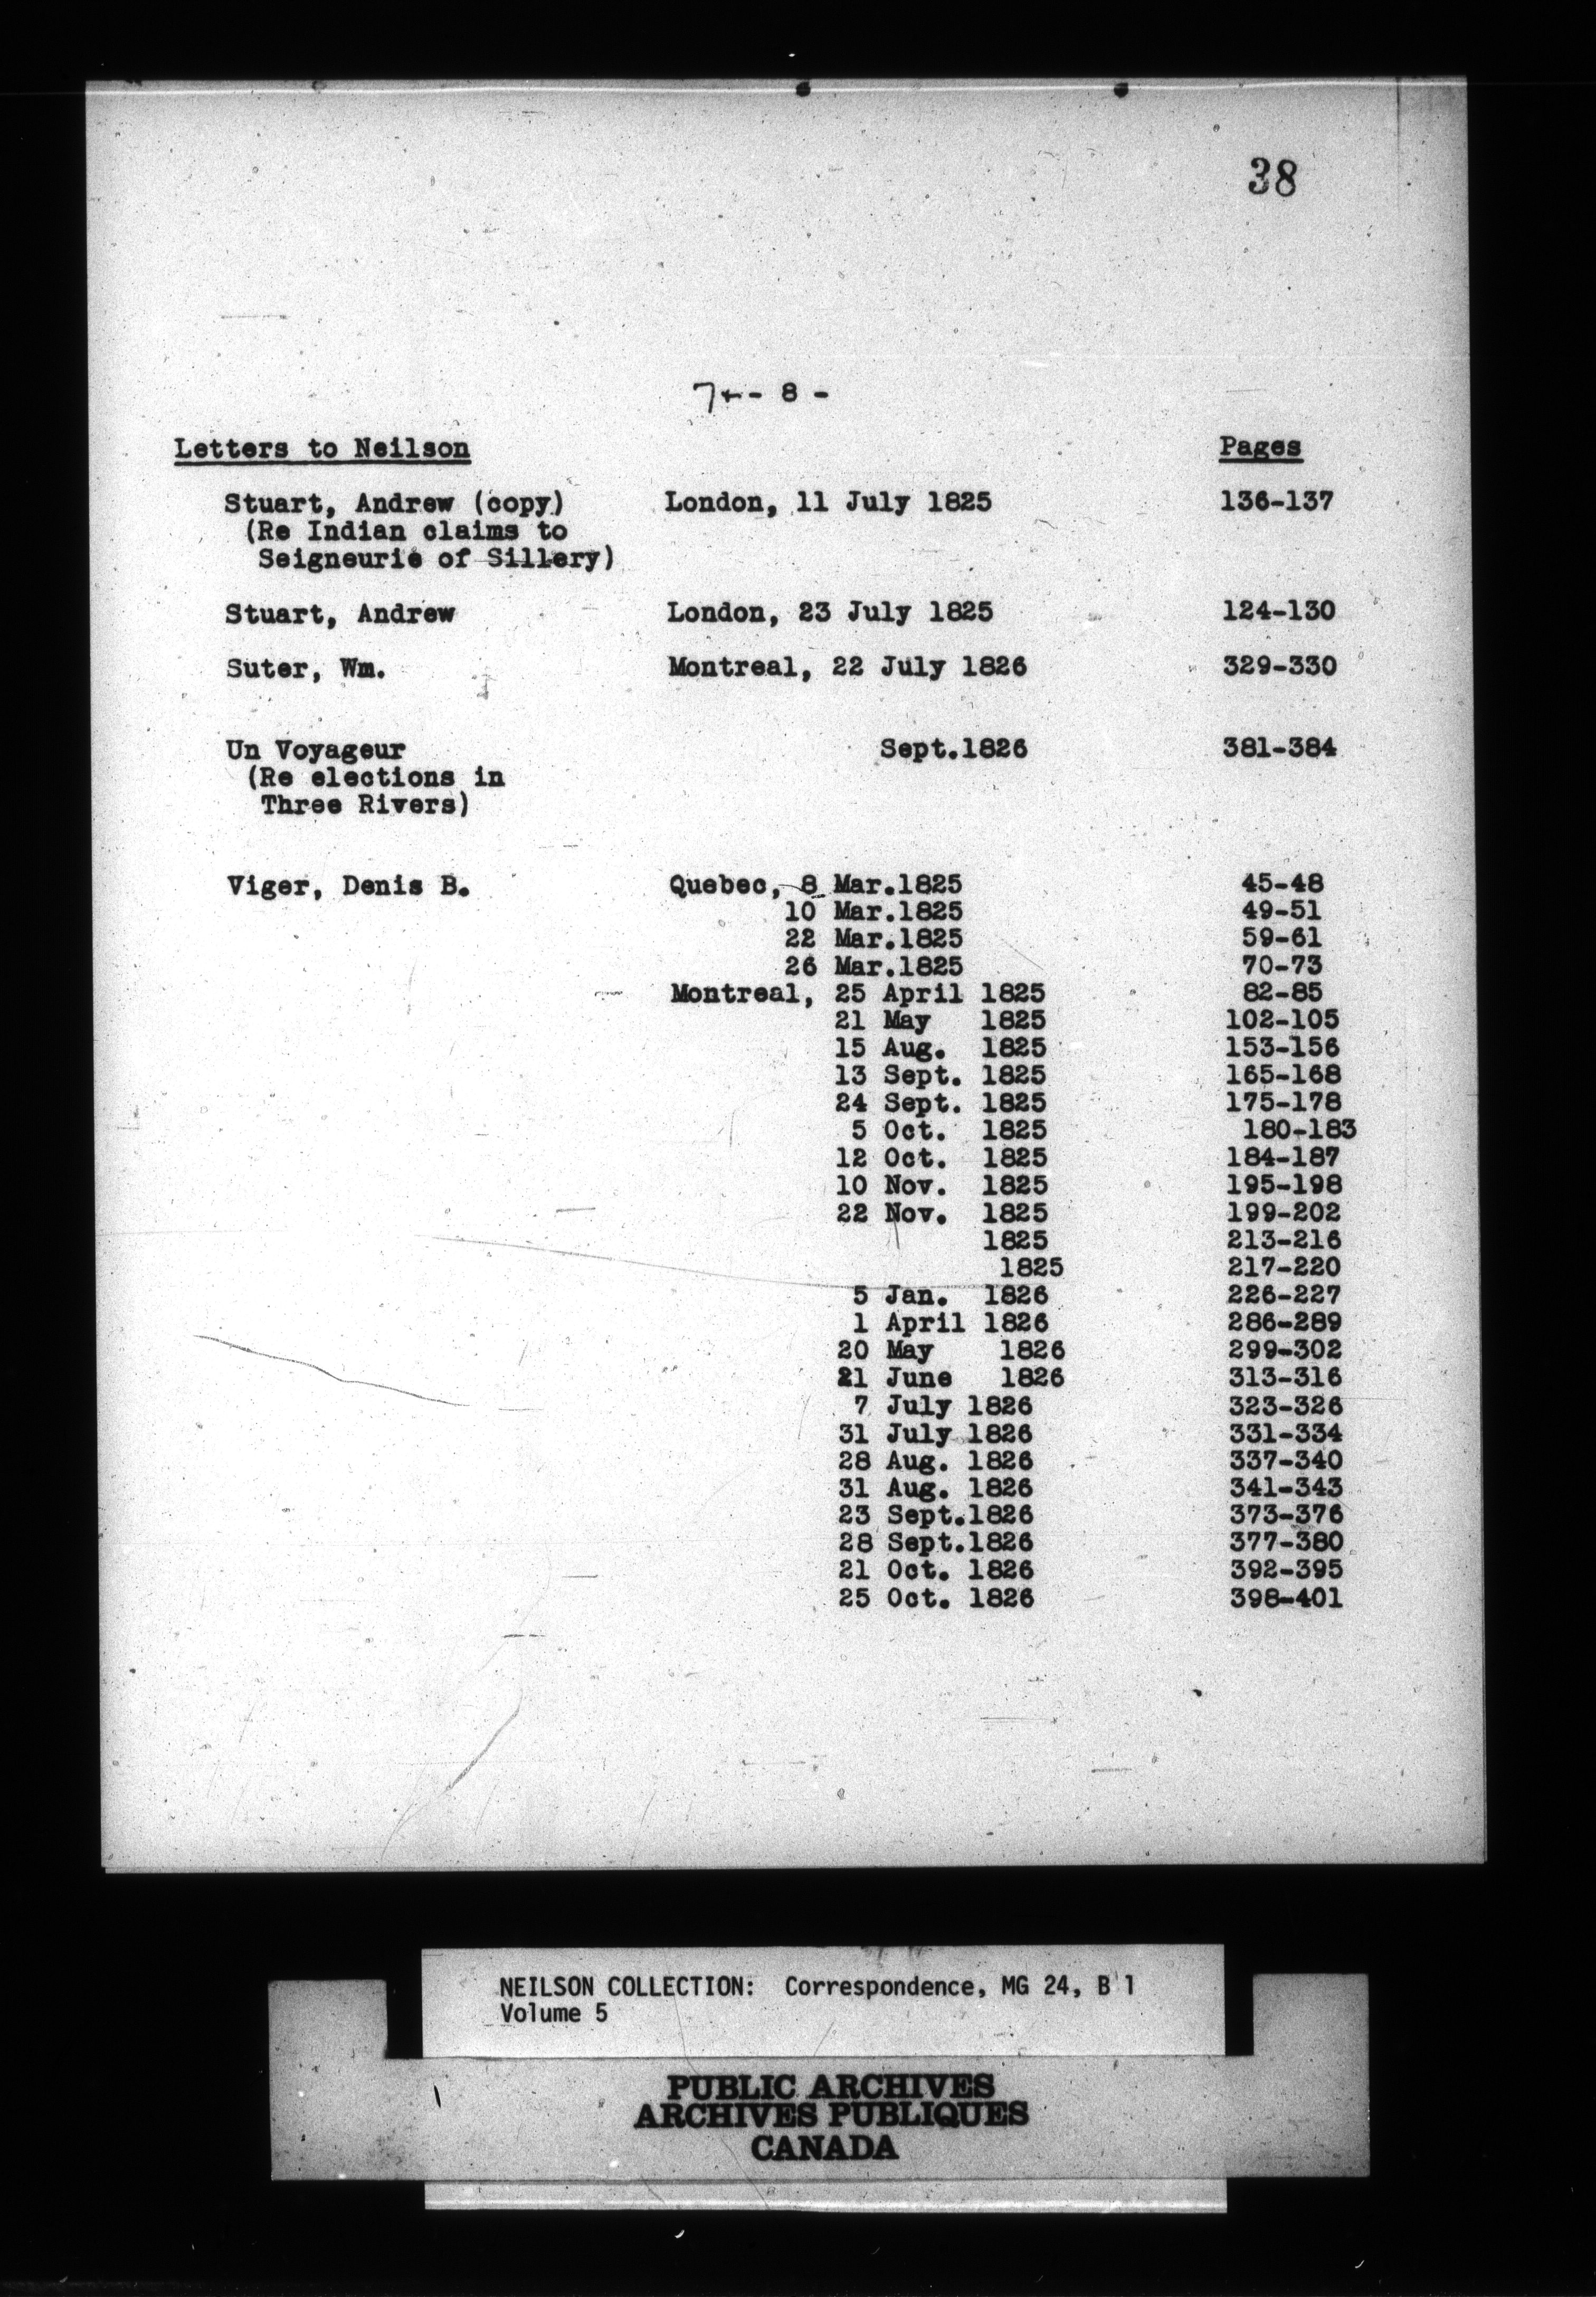 38
7+- 8 -
Letters to Neilson Pages
Stuart, Andrew (copy) London, 11 July 1825 136-137
(Re Indian claims to
Seigneurie of Sillery)
Stuart, Andrew London, 23 July 1825 124-130
Suter, Wm. Montreal, 22 July 1826 329-330
Un Voyageur Sept.1826 381-384
(Re elections in
Three Rivers)
Viger, Denis B. Quebec, 8 Mar.1825 45-48
10 Mar.1825 49-51
22 Mar.1825 59-61
26 Mar.1825 70-73
Montreal, 25 April 1825 82-85
21 May 1825 102-105
15 Aug. 1825 153-156
13 Sept. 1825 165-168
24 Sept. 1825 175-178
5 Oct. 1825 180-183
12 Oct. 1825 184-187
10 Nov. 1825 195-198
22 Nov. 1825 199-202
1825 213-216
1825 217-220
5 Jan. 1826 226-227
1 April 1826 286-289
20 May 1826 299-302
21 June 1826 313-316
7 July 1826 323-326
31 July 1826 331-334
28 Aug. 1826 337-340
31 Aug. 1826 341-343
23 Sept.1826 373-376
28 Sept.1826 377-380
21 Oct. 1826 392-395
25 Oct. 1826 398-401
NEILSON COLLECTION: Correspondence, MG 24, B 1
Volume 5
PUBLIC ARCHIVES
ARCHIVES PUBLIQUES
CANADA